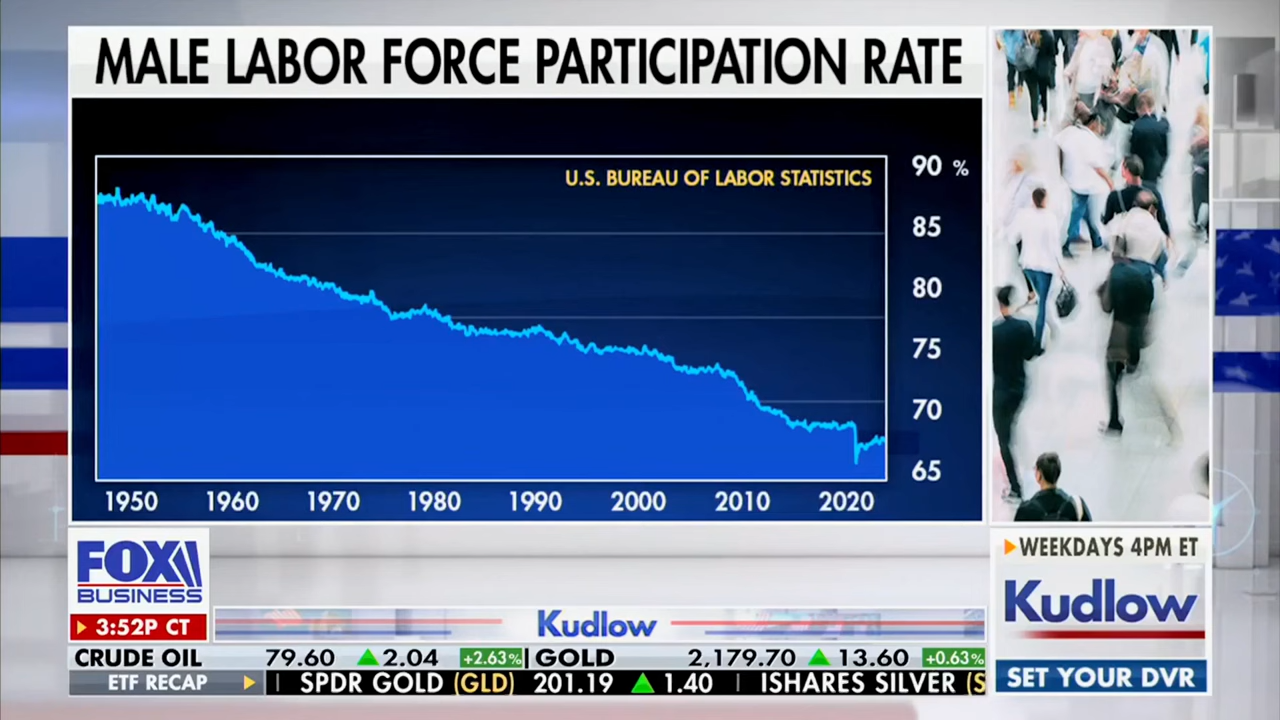 MALE LABOR FORCE PARTICIPATION RATE
U.S. BUREAU OF LABOR STATISTICS
90 %
85
80
75
70
65
1950 1960 1970 1980 1990 2000 2010 2020
FOX
BUSINESS
3:52P CT
Kudlow
WEEKDAYS 4PM ET
Kudlow
SET YOUR DVR
CRUDE OIL 79.60 ▲ 2.04 +2.63% GOLD 2,179.70 ▲ 13.60 +0.63%
ETF RECAP SPDR GOLD (GLD) 201.19 ▲ 1.40 | ISHARES SILVER (S